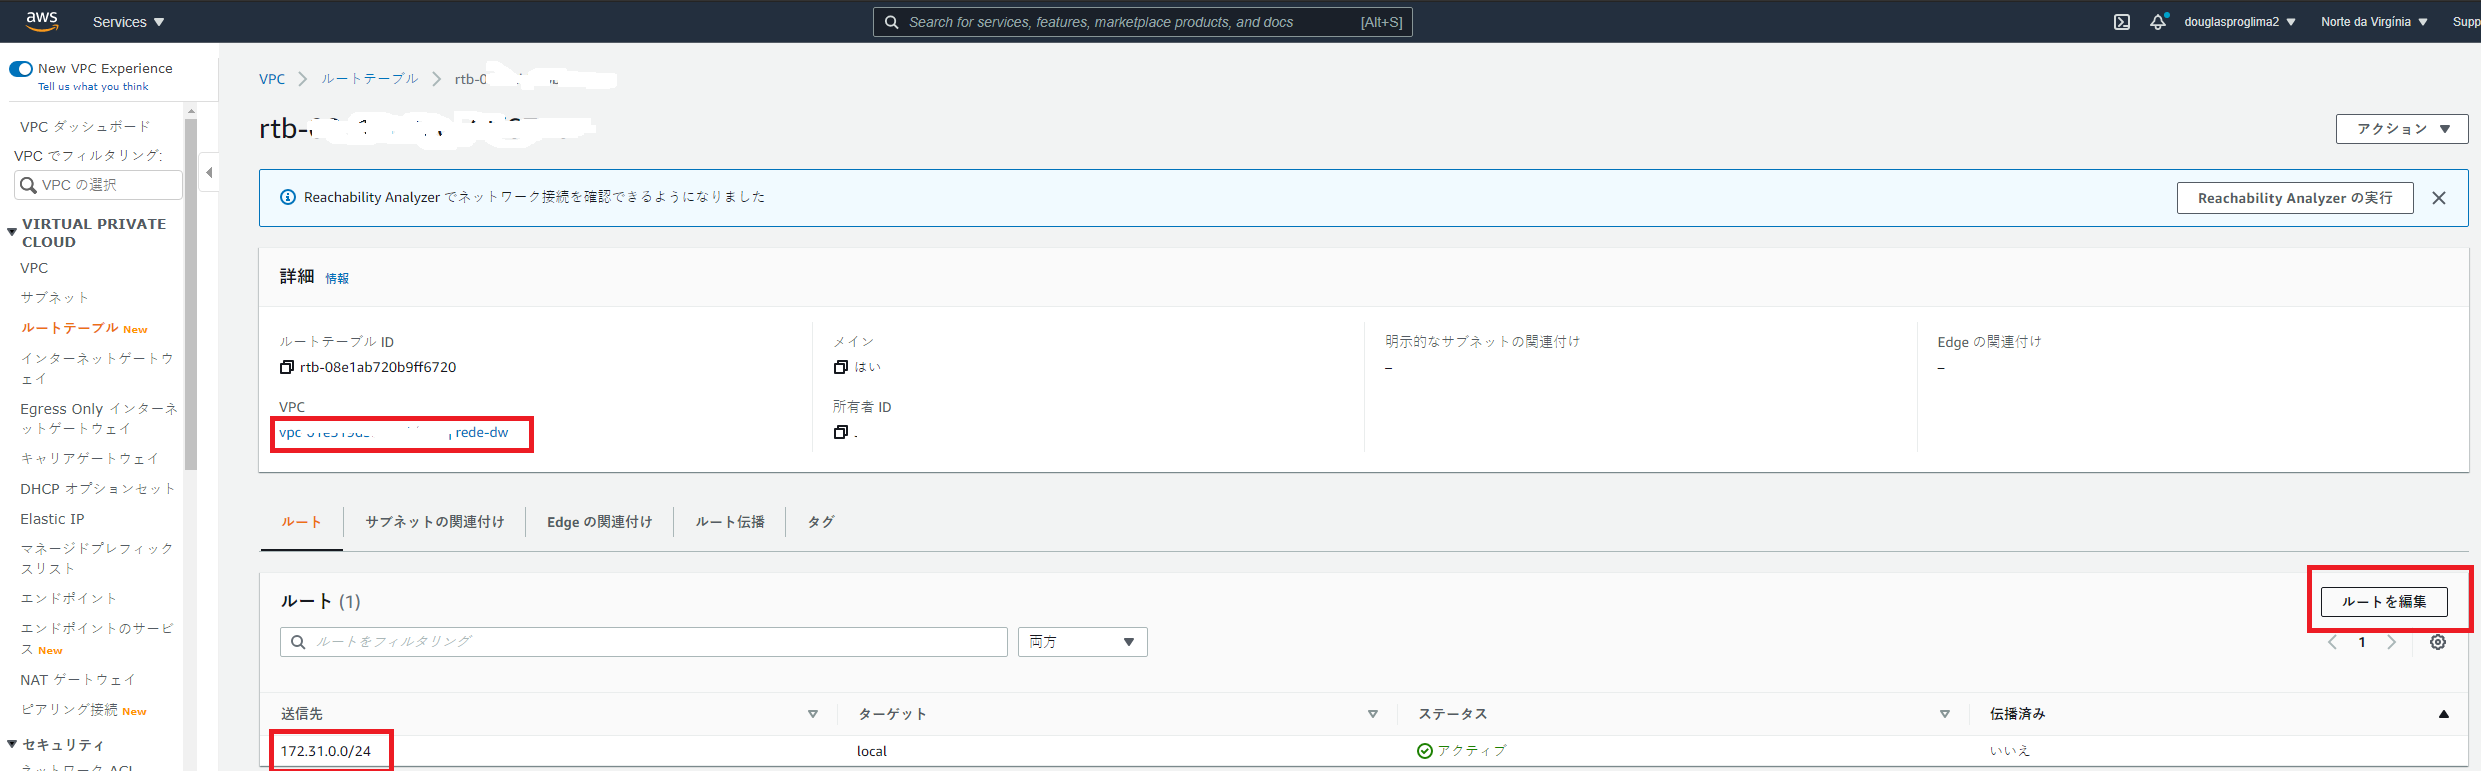 aws
Services ▼
Search for services, features, marketplace products, and docs [Alt+S]
douglasproglima2 ▼
Norte da Virgínia ▼
Supp
New VPC Experience
Tell us what you think
VPC ダッシュボード
VPC でフィルタリング:
VPC の選択
VIRTUAL PRIVATE
CLOUD
VPC
サブネット
ルートテーブル New
インターネットゲートウ
ェイ
Egress Only インターネ
ットゲートウェイ
キャリアゲートウェイ
DHCP オプションセット
Elastic IP
マネージドプレフィック
スリスト
エンドポイント
エンドポイントのサービ
ス New
NAT ゲートウェイ
ピアリング接続 New
セキュリティ
ネットワーク ACL
VPC > ルートテーブル > rtb-0
rtb-
アクション ▼
Reachability Analyzer でネットワーク接続を確認できるようになりました
Reachability Analyzer の実行
詳細 情報
ルートテーブル ID
rtb-08e1ab720b9ff6720
メイン
はい
明示的なサブネットの関連付け
–
Edge の関連付け
–
VPC
vpc- rede-dw
所有者 ID
ルート
サブネットの関連付け
Edge の関連付け
ルート伝播
タグ
ルート (1)
ルートを編集
ルートをフィルタリング
両方
1
送信先 ターゲット ステータス 伝播済み
172.31.0.0/24 local アクティブ いいえ